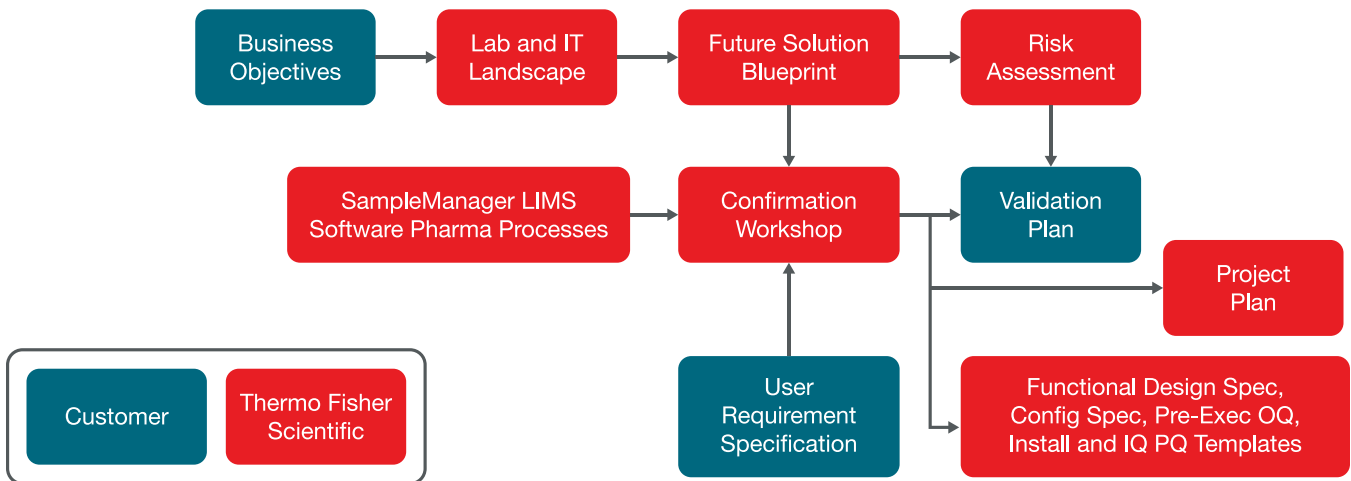 Business
Objectives
Lab and IT
Landscape
Future Solution
Blueprint
Risk
Assessment
SampleManager LIMS
Software Pharma Processes
Confirmation
Workshop
Validation
Plan
Project
Plan
Customer
Thermo Fisher
Scientific
User
Requirement
Specification
Functional Design Spec,
Config Spec, Pre-Exec OQ,
Install and IQ PQ Templates